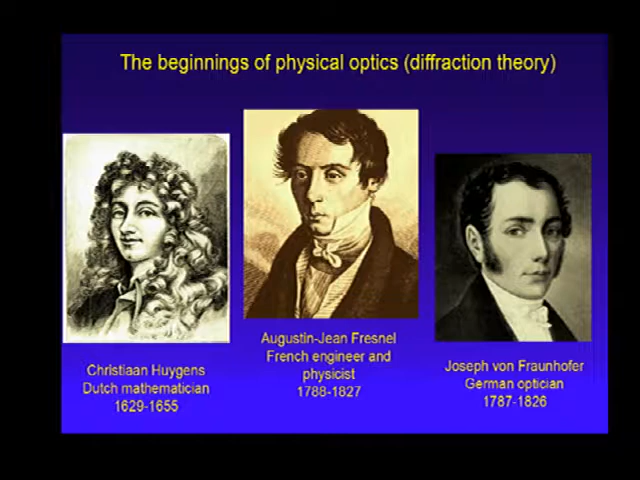 The beginnings of physical optics (diffraction theory)
Christiaan Huygens
Dutch mathematician
1629-1655
Augustin-Jean Fresnel
French engineer and
physicist
1788-1827
Joseph von Fraunhofer
German optician
1787-1826